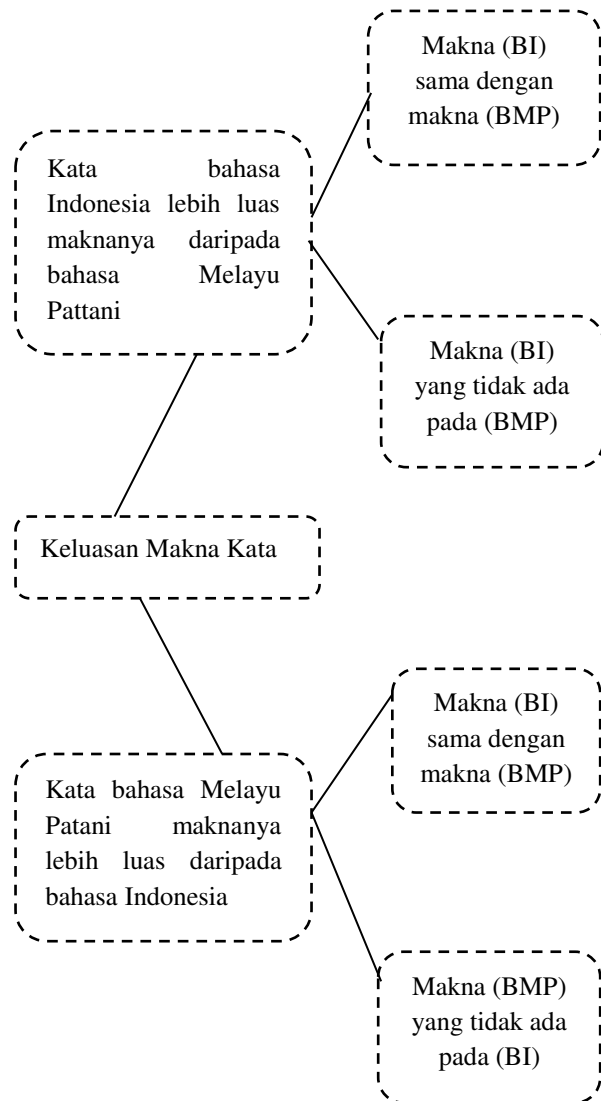 Makna (BI)
sama dengan
makna (BMP)
Kata bahasa
Indonesia lebih luas
maknanya daripada
bahasa Melayu
Pattani
Makna (BI)
yang tidak ada
pada (BMP)
Keluasan Makna Kata
Makna (BI)
sama dengan
makna (BMP)
Kata bahasa Melayu
Patani maknanya
lebih luas daripada
bahasa Indonesia
Makna (BMP)
yang tidak ada
pada (BI)